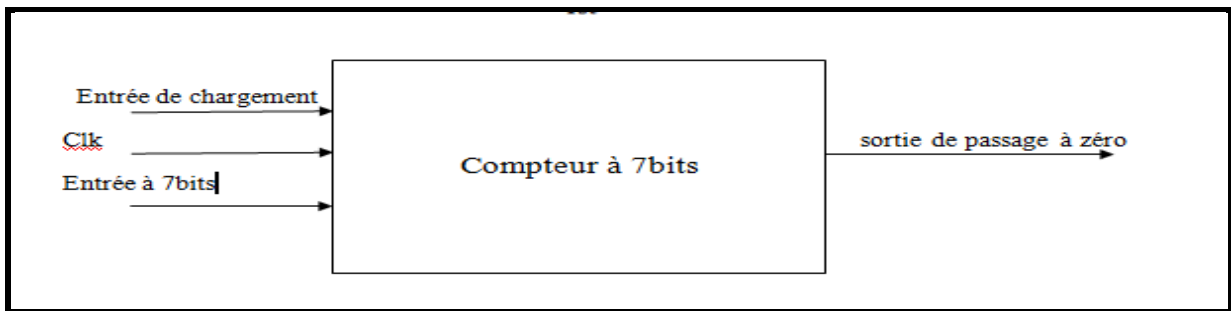 Entrée de chargement
Clk
Entrée à 7bits
Compteur à 7bits
sortie de passage à zéro